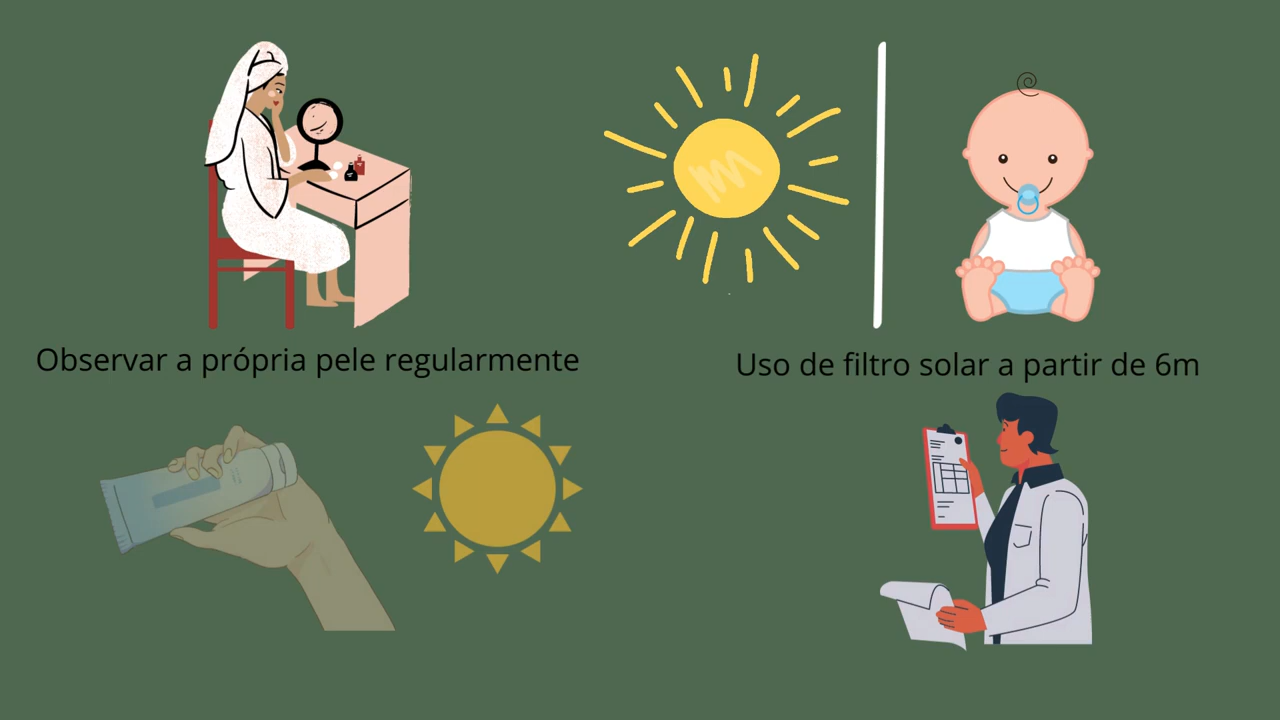 Observar a própria pele regularmente
Uso de filtro solar a partir de 6m